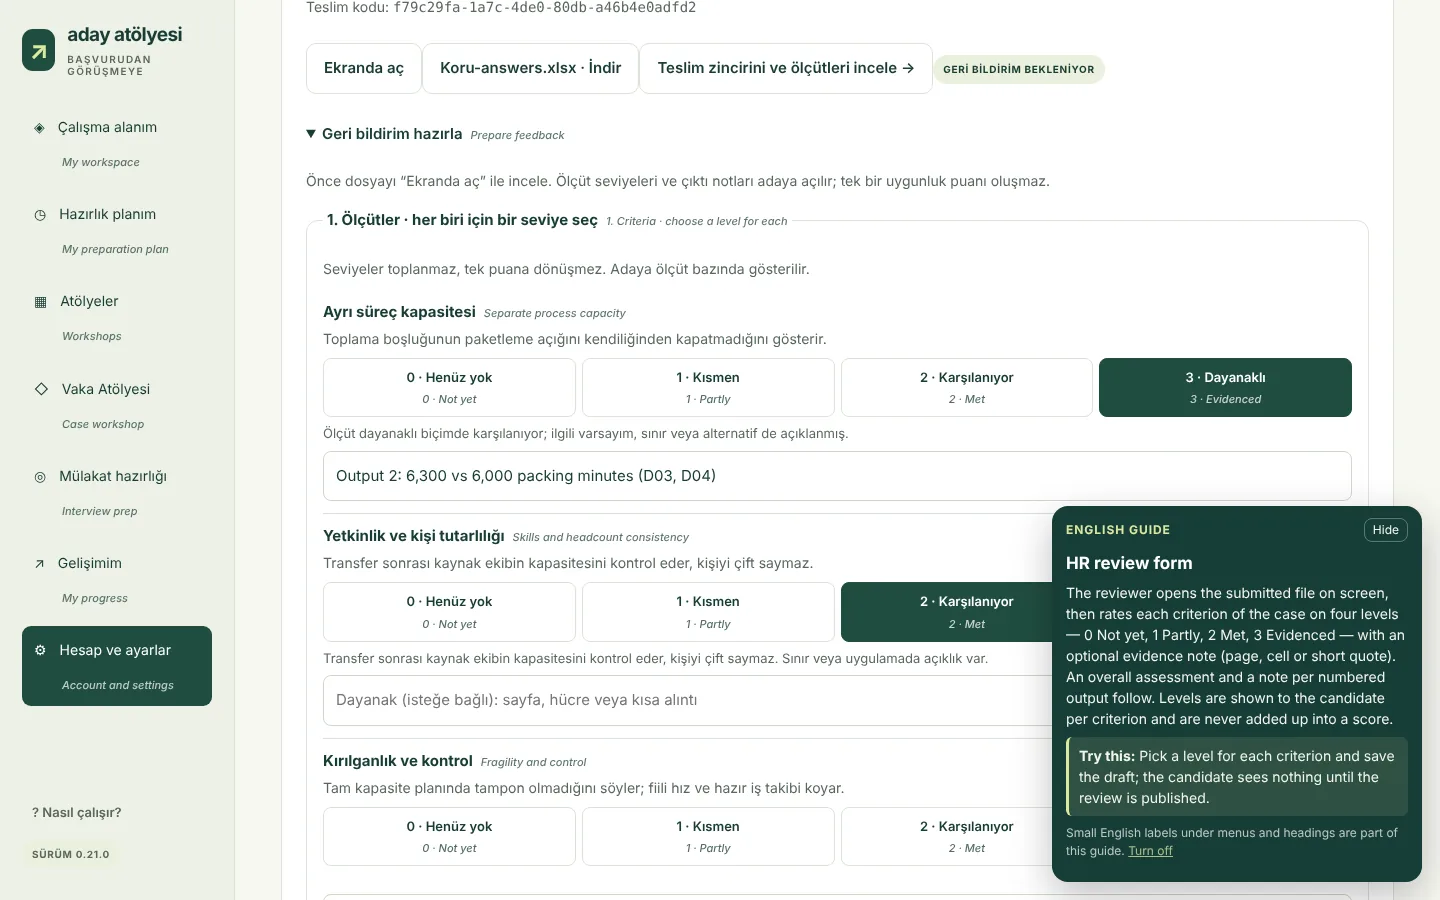 aday atölyesi
BAŞVURUDAN
GÖRÜŞMEYE
◈ Çalışma alanım
My workspace
◷ Hazırlık planım
My preparation plan
▦ Atölyeler
Workshops
◇ Vaka Atölyesi
Case workshop
◎ Mülakat hazırlığı
Interview prep
↗ Gelişimim
My progress
⚙ Hesap ve ayarlar
Account and settings
? Nasıl çalışır?
SÜRÜM 0.21.0
Teslim kodu: f79c29fa-1a7c-4de0-80db-a46b4e0adfd2
Ekranda aç
Koru-answers.xlsx · İndir
Teslim zincirini ve ölçütleri incele →
GERİ BİLDİRİM BEKLENİYOR
▼ Geri bildirim hazırla Prepare feedback
Önce dosyayı “Ekranda aç” ile incele. Ölçüt seviyeleri ve çıktı notları adaya açılır; tek bir uygunluk puanı oluşmaz.
1. Ölçütler · her biri için bir seviye seç 1. Criteria · choose a level for each
Seviyeler toplanmaz, tek puana dönüşmez. Adaya ölçüt bazında gösterilir.
Ayrı süreç kapasitesi Separate process capacity
Toplama boşluğunun paketleme açığını kendiliğinden kapatmadığını gösterir.
0 · Henüz yok
0 · Not yet
1 · Kısmen
1 · Partly
2 · Karşılanıyor
2 · Met
3 · Dayanaklı
3 · Evidenced
Ölçüt dayanaklı biçimde karşılanıyor; ilgili varsayım, sınır veya alternatif de açıklanmış.
Output 2: 6,300 vs 6,000 packing minutes (D03, D04)
Yetkinlik ve kişi tutarlılığı Skills and headcount consistency
Transfer sonrası kaynak ekibin kapasitesini kontrol eder, kişiyi çift saymaz.
0 · Henüz yok
0 · Not yet
1 · Kısmen
1 · Partly
2 · Karşılanıyor
2 · Met
Transfer sonrası kaynak ekibin kapasitesini kontrol eder, kişiyi çift saymaz. Sınır veya uygulamada açıklık var.
Dayanak (isteğe bağlı): sayfa, hücre veya kısa alıntı
Kırılganlık ve kontrol Fragility and control
Tam kapasite planında tampon olmadığını söyler; fiili hız ve hazır iş takibi koyar.
0 · Henüz yok
0 · Not yet
1 · Kısmen
1 · Partly
2 · Karşılanıyor
2 · Met
ENGLISH GUIDE
Hide
HR review form
The reviewer opens the submitted file on screen,
then rates each criterion of the case on four levels
— 0 Not yet, 1 Partly, 2 Met, 3 Evidenced — with an
optional evidence note (page, cell or short quote).
An overall assessment and a note per numbered
output follow. Levels are shown to the candidate
per criterion and are never added up into a score.
Try this: Pick a level for each criterion and save
the draft; the candidate sees nothing until the
review is published.
Small English labels under menus and headings are part of
this guide. Turn off